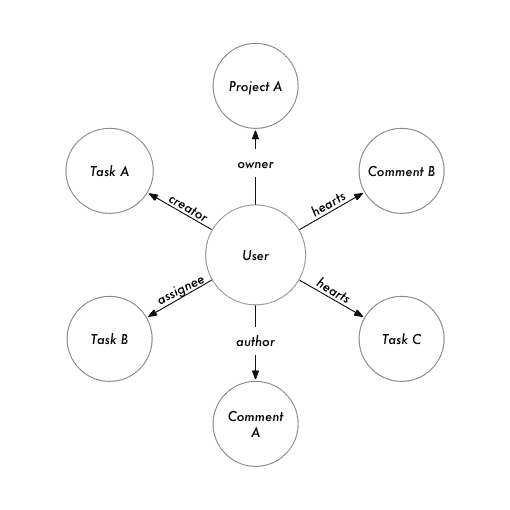 Project A
owner
Task A
creator
hearts
Comment B
User
assignee
hearts
Task B
author
Task C
Comment
A